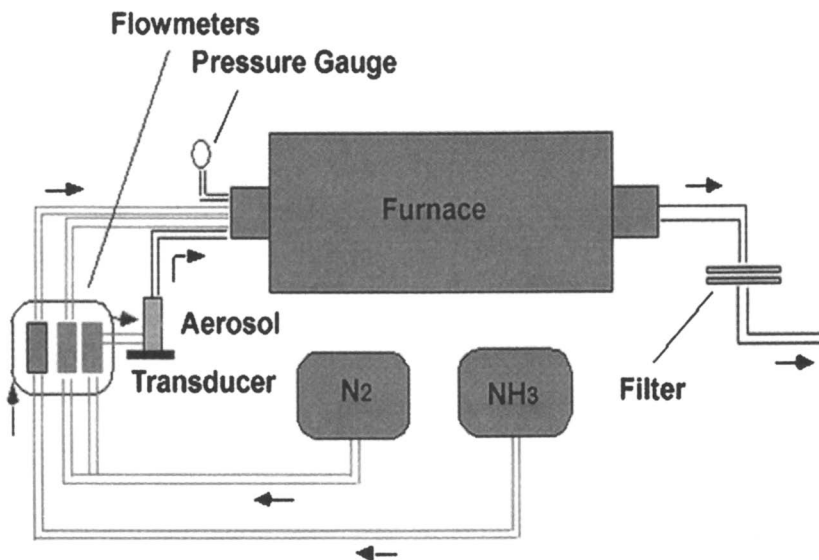 Flowmeters
Pressure Gauge
Furnace
Aerosol
Transducer
N2
NH3
Filter